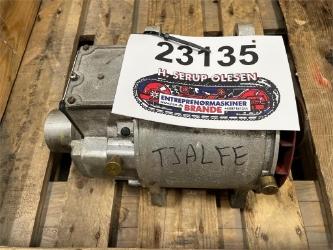 23135
H. SERUP OLESEN
ENTREPRENØRMASKINER
BRANDE
TJALFE